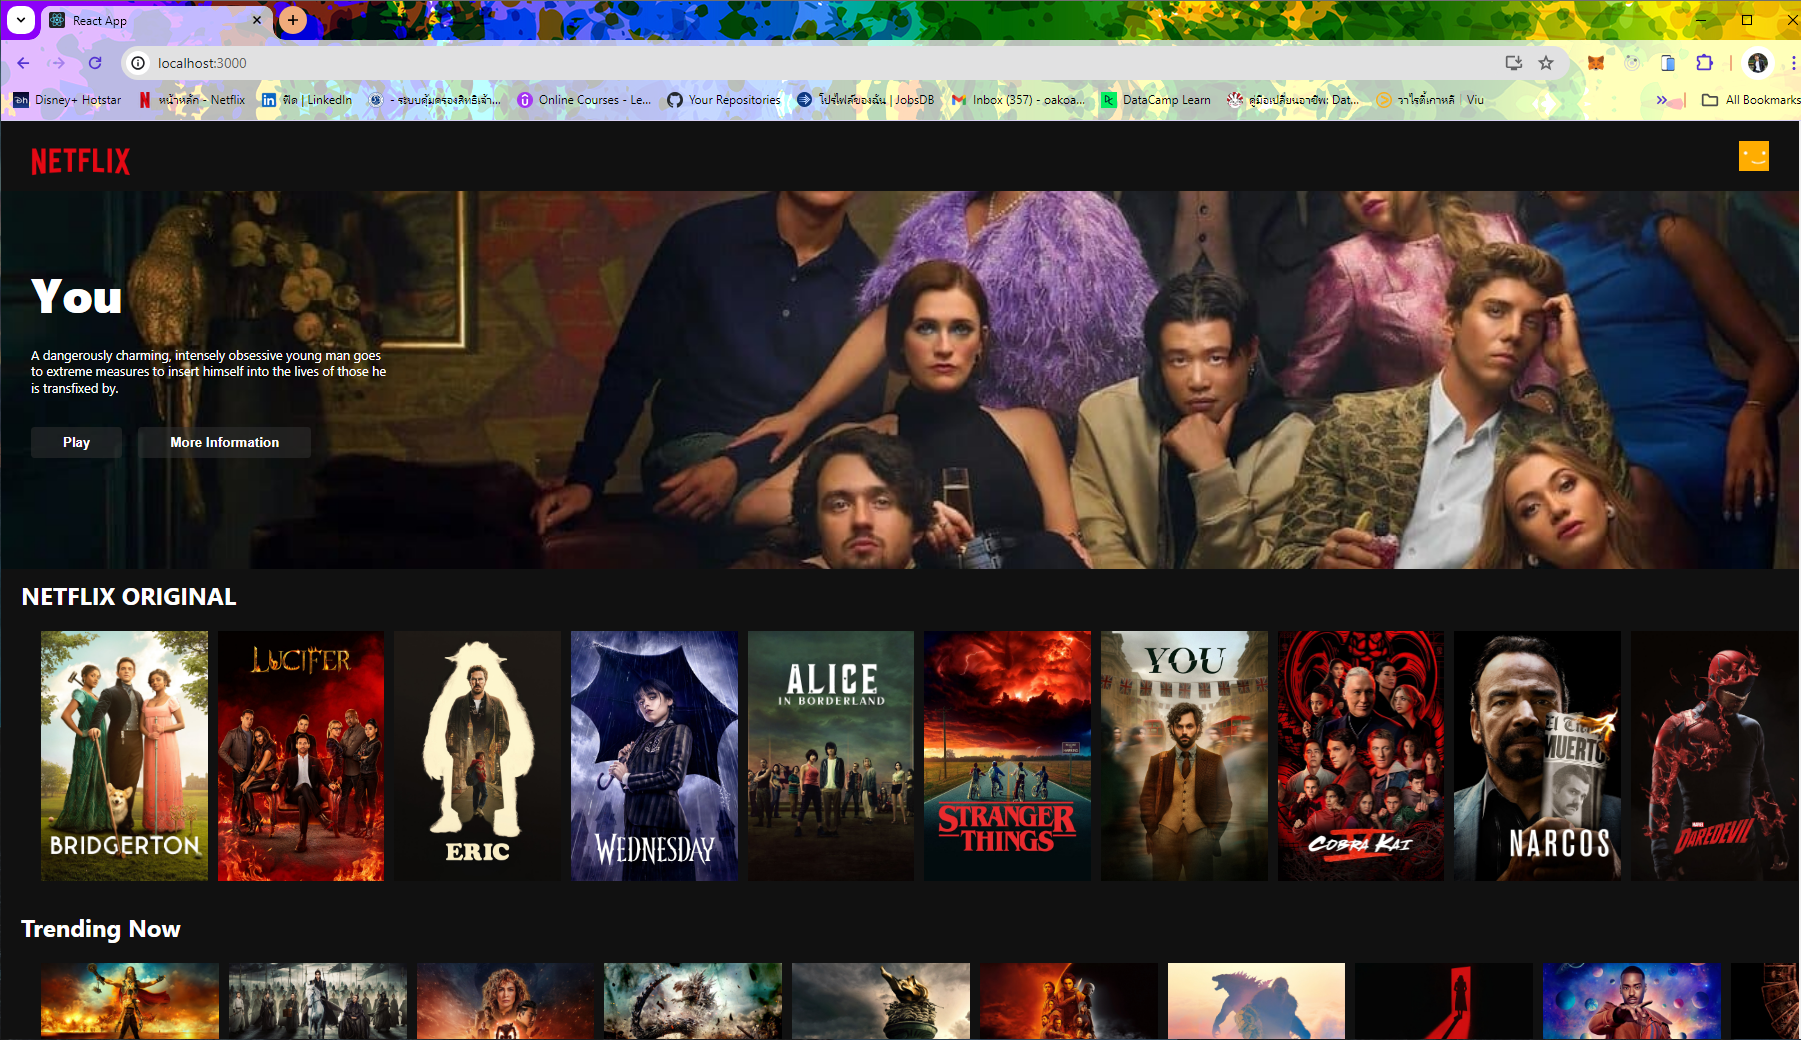 React App
localhost:3000
Disney+ Hotstar
หน้าหลัก - Netflix
ฟีด | LinkedIn
- ระบบคุ้มครองสิทธิเจ้า...
Online Courses - Le...
Your Repositories
โปรไฟล์ของฉัน | JobsDB
Inbox (357) - oakoa...
DataCamp Learn
คู่มือเปลี่ยนอาชีพ: Dat...
วาไรตี้เกาหลี | Viu
All Bookmarks
NETFLIX
You
A dangerously charming, intensely obsessive young man goes
to extreme measures to insert himself into the lives of those he
is transfixed by.
Play
More Information
NETFLIX ORIGINAL
BRIDGERTON
LUCIFER
ERIC
WEDNESDAY
ALICE
IN BORDERLAND
STRANGER
THINGS
YOU
COBRA KAI
MUERTO
NARCOS
MARVEL
DAREDEVIL
Trending Now